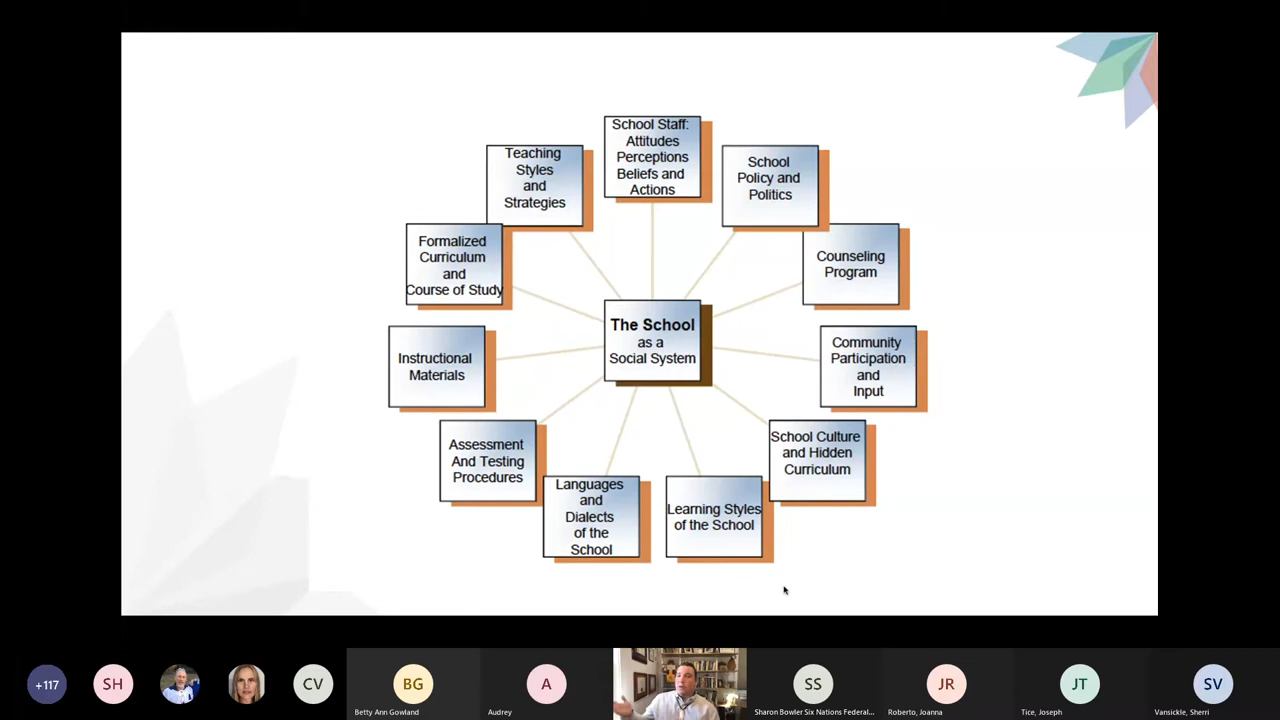 School Staff:
Attitudes
Perceptions
Beliefs and
Actions
Teaching
Styles
and
Strategies
School
Policy and
Politics
Formalized
Curriculum
and
Course of Study
Counseling
Program
The School
as a
Social System
Instructional
Materials
Community
Participation
and
Input
Assessment
And Testing
Procedures
School Culture
and Hidden
Curriculum
Languages
and
Dialects
of the
School
Learning Styles
of the School
+117
SH
CV
BG
Betty Ann Gowland
A
Audrey
SS
Sharon Bowler Six Nations Federal...
JR
Roberto, Joanna
JT
Tice, Joseph
SV
Vansickle, Sherri